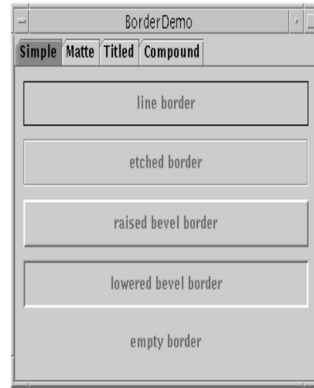 BorderDemo
Simple Matte Titled Compound
line border
etched border
raised bevel border
lowered bevel border
empty border